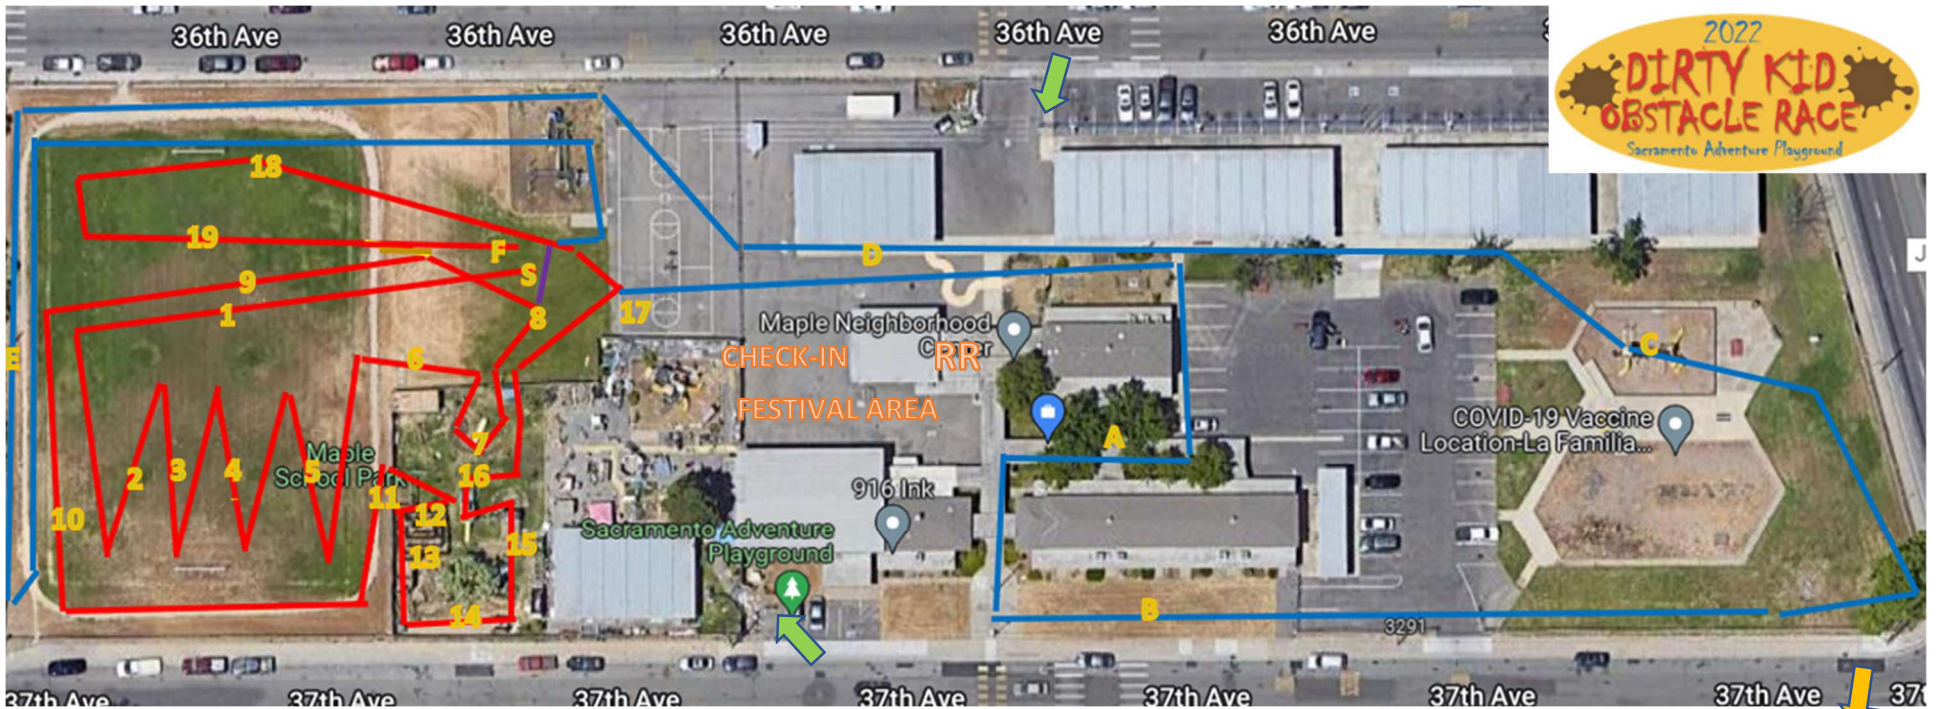 36th Ave
36th Ave
36th Ave
36th Ave
36th Ave
2022
DIRTY KID
OBSTACLE RACE
Sacramento Adventure Playground
18
19
F
S
9
1
8
17
D
J
E
6
C
Maple Neighborhood
Center
CHECK-IN
RR
FESTIVAL AREA
COVID-19 Vaccine
Location-La Familia...
A
7
16
2
3
4
5
Maple
School Park
11
10
12
13
14
15
916 Ink
Sacramento Adventure
Playground
B
3291
37th Ave
37th Ave
37th Ave
37th Ave
37th Ave
37th Ave
37th Ave